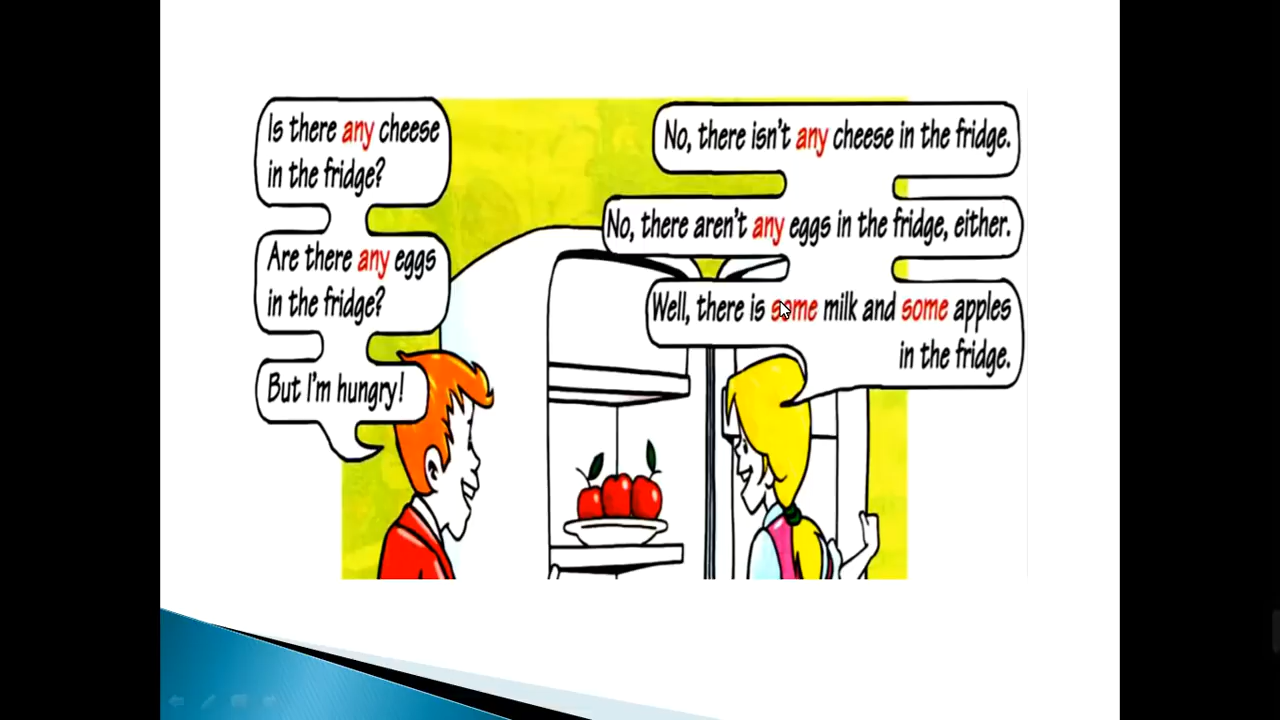 Is there any cheese
in the fridge?
Are there any eggs
in the fridge?
But I'm hungry!
No, there isn't any cheese in the fridge.
No, there aren't any eggs in the fridge, either.
Well, there is some milk and some apples
in the fridge.